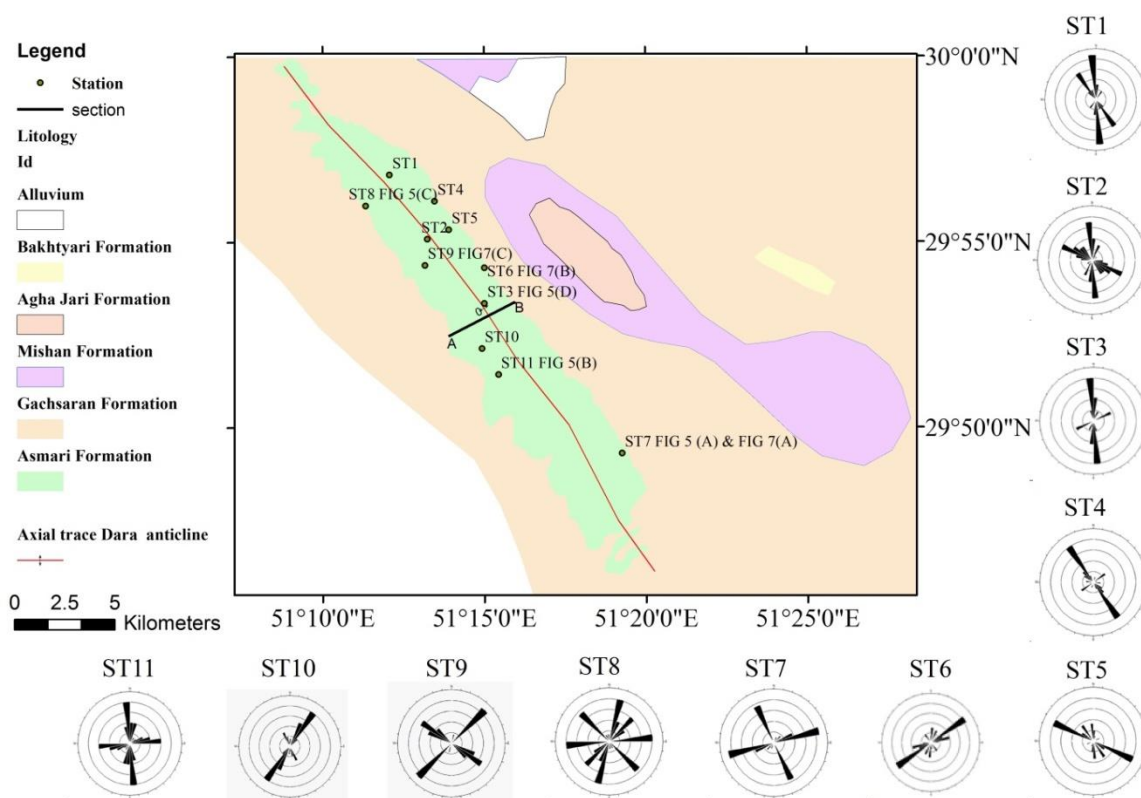 Legend
Station
section
Litology
Id
Alluvium
Bakhtyari Formation
Agha Jari Formation
Mishan Formation
Gachsaran Formation
Asmari Formation
Axial trace Dara anticline
0 2.5 5
Kilometers
ST1
ST8 FIG 5(C)
ST4
ST2
ST5
ST9 FIG7(C)
ST6 FIG 7(B)
ST3 FIG 5(D)
B
A
ST10
ST11 FIG 5(B)
ST7 FIG 5 (A) & FIG 7(A)
30°0'0"N
29°55'0"N
29°50'0"N
51°10'0"E
51°15'0"E
51°20'0"E
51°25'0"E
ST1
ST2
ST3
ST4
ST11
ST10
ST9
ST8
ST7
ST6
ST5